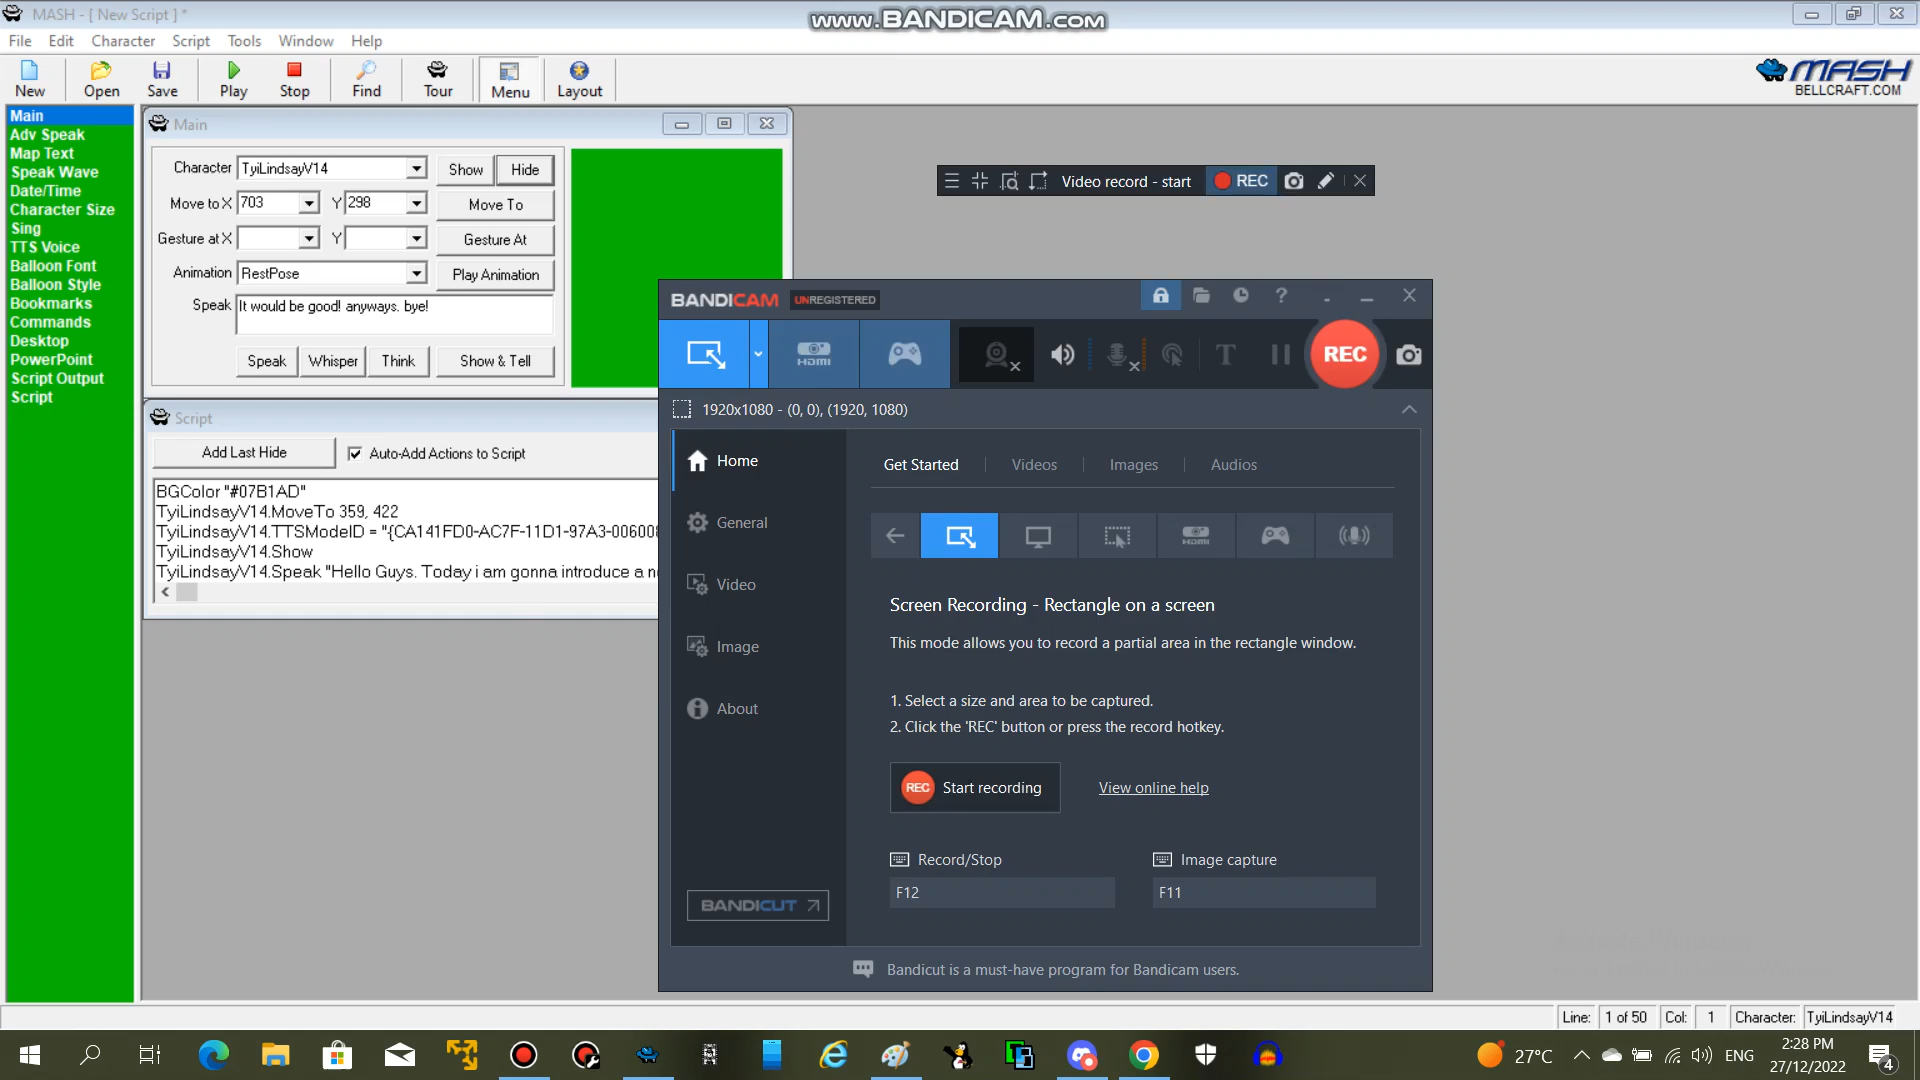 MASH - [ New Script ] *
www.BANDICAM.com
File Edit Character Script Tools Window Help
New Open Save Play Stop Find Tour Menu Layout
MASH
BELLCRAFT.COM
Main
Adv Speak
Map Text
Speak Wave
Date/Time
Character Size
Sing
TTS Voice
Balloon Font
Balloon Style
Bookmarks
Commands
Desktop
PowerPoint
Script Output
Script
Main
Character TyiLindsayV14 Show Hide
Move to X 703 Y 298 Move To
Gesture at X Y Gesture At
Animation RestPose Play Animation
Speak It would be good! anyways. bye!
Speak Whisper Think Show & Tell
Script
Add Last Hide Auto-Add Actions to Script
BGColor "#07B1AD"
TyiLindsayV14.MoveTo 359, 422
TyiLindsayV14.TTSModeID = "{CA141FD0-AC7F-11D1-97A3-006008
TyiLindsayV14.Show
TyiLindsayV14.Speak "Hello Guys. Today i am gonna introduce a n
Video record - start REC
BANDICAM UNREGISTERED
HDMI REC
1920x1080 - (0, 0), (1920, 1080)
Home
General
Video
Image
About
BANDICUT
Get Started Videos Images Audios
HDMI
Screen Recording - Rectangle on a screen
This mode allows you to record a partial area in the rectangle window.
1. Select a size and area to be captured.
2. Click the 'REC' button or press the record hotkey.
REC Start recording View online help
Record/Stop Image capture
F12 F11
Bandicut is a must-have program for Bandicam users.
Line: 1 of 50 Col: 1 Character: TyiLindsayV14
27°C ENG
2:28 PM
27/12/2022
4